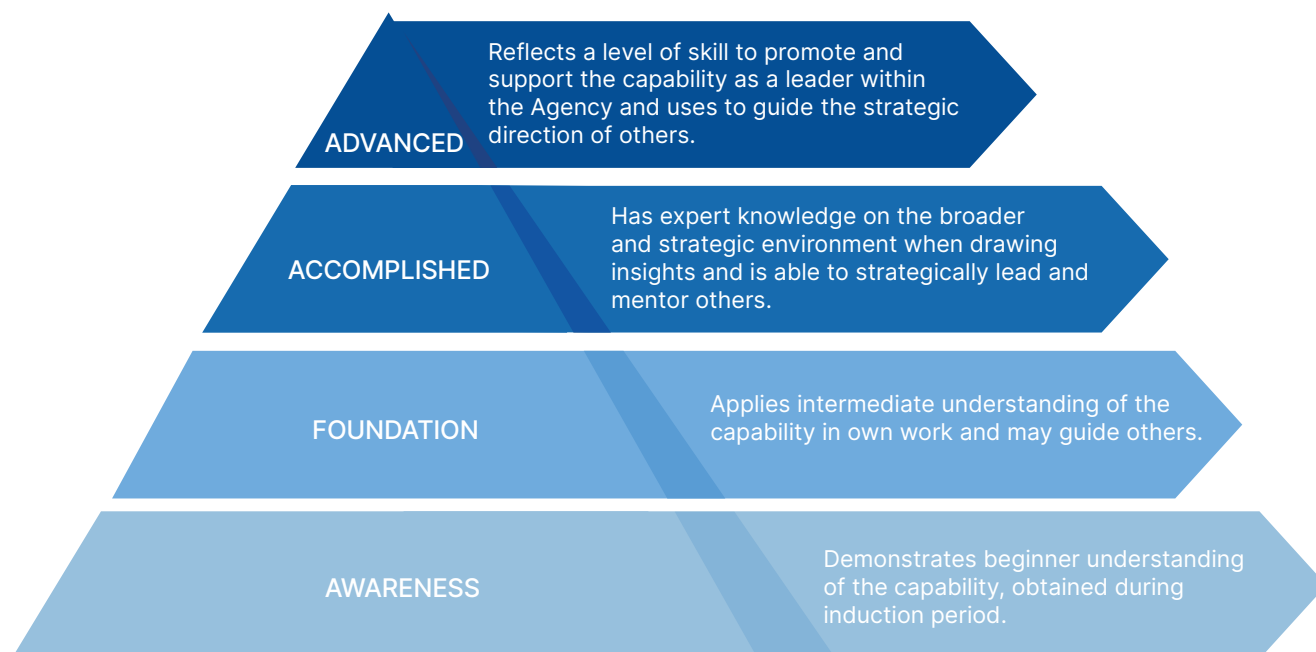 Reflects a level of skill to promote and
support the capability as a leader within
the Agency and uses to guide the strategic
direction of others.
ADVANCED
Has expert knowledge on the broader
and strategic environment when drawing
insights and is able to strategically lead and
mentor others.
ACCOMPLISHED
Applies intermediate understanding of the
capability in own work and may guide others.
FOUNDATION
Demonstrates beginner understanding
of the capability, obtained during
induction period.
AWARENESS